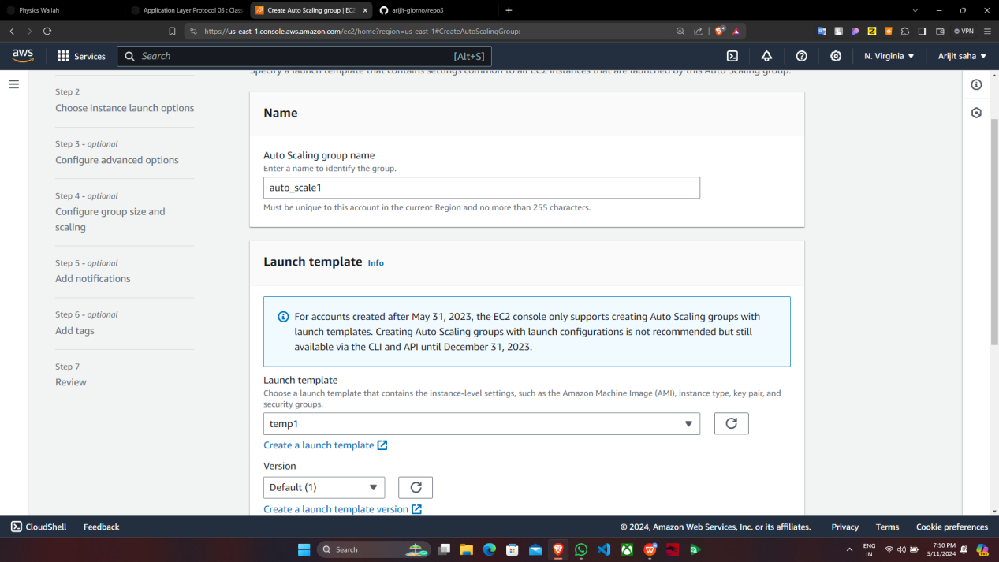 Physics Wallah
Application Layer Protocol 03 : Class
Create Auto Scaling group | EC2
arijit-giorno/repo3
https://us-east-1.console.aws.amazon.com/ec2/home?region=us-east-1#CreateAutoScalingGroup:
VPN
aws
Services
Search
[Alt+S]
N. Virginia
Arijit saha
Specify a launch template that contains settings common to all EC2 instances that are launched by this Auto Scaling group.
Step 2
Choose instance launch options
Step 3 - optional
Configure advanced options
Step 4 - optional
Configure group size and
scaling
Step 5 - optional
Add notifications
Step 6 - optional
Add tags
Step 7
Review
Name
Auto Scaling group name
Enter a name to identify the group.
auto_scale1
Must be unique to this account in the current Region and no more than 255 characters.
Launch template Info
For accounts created after May 31, 2023, the EC2 console only supports creating Auto Scaling groups with
launch templates. Creating Auto Scaling groups with launch configurations is not recommended but still
available via the CLI and API until December 31, 2023.
Launch template
Choose a launch template that contains the instance-level settings, such as the Amazon Machine Image (AMI), instance type, key pair, and
security groups.
temp1
Create a launch template
Version
Default (1)
Create a launch template version
CloudShell
Feedback
© 2024, Amazon Web Services, Inc. or its affiliates.
Privacy
Terms
Cookie preferences
Search
ENG
IN
7:10 PM
5/11/2024